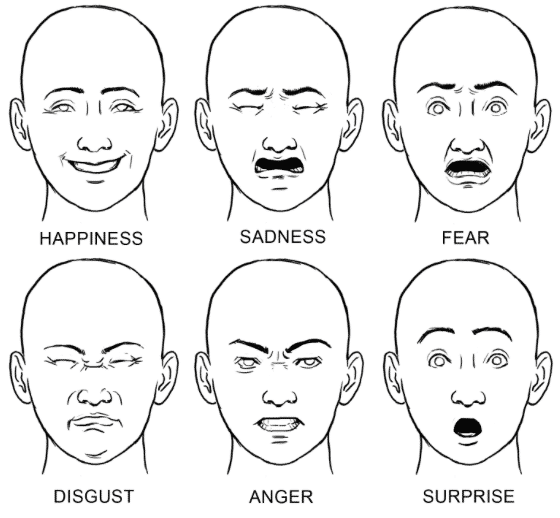 HAPPINESS
SADNESS
FEAR
DISGUST
ANGER
SURPRISE